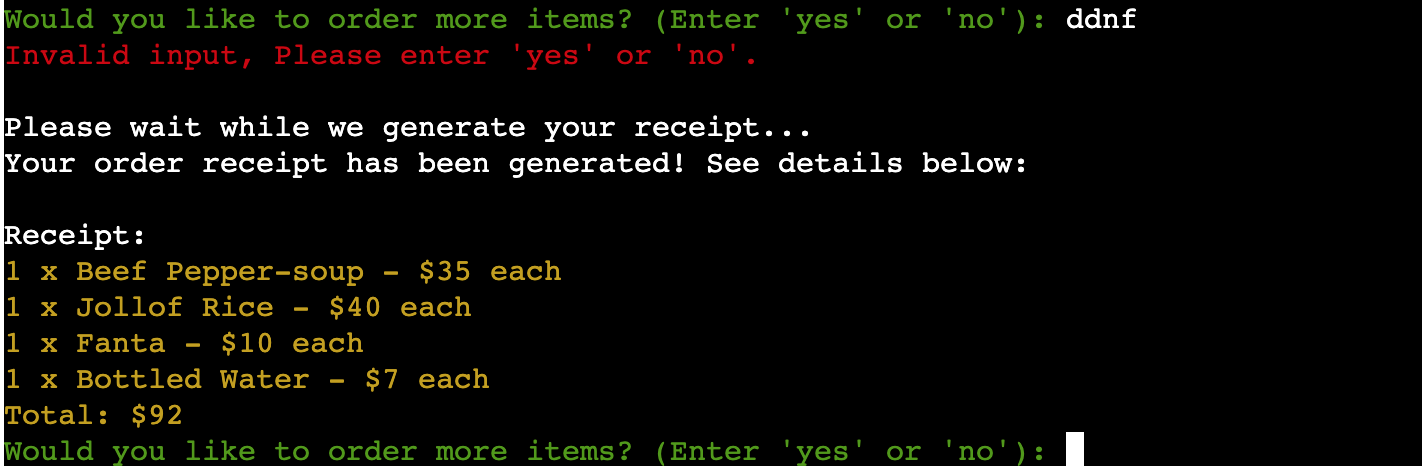 Would you like to order more items? (Enter 'yes' or 'no'): ddnf
Invalid input, Please enter 'yes' or 'no'.
Please wait while we generate your receipt...
Your order receipt has been generated! See details below:
Receipt:
1 x Beef Pepper-soup - $35 each
1 x Jollof Rice - $40 each
1 x Fanta - $10 each
1 x Bottled Water - $7 each
Total: $92
Would you like to order more items? (Enter 'yes' or 'no'):